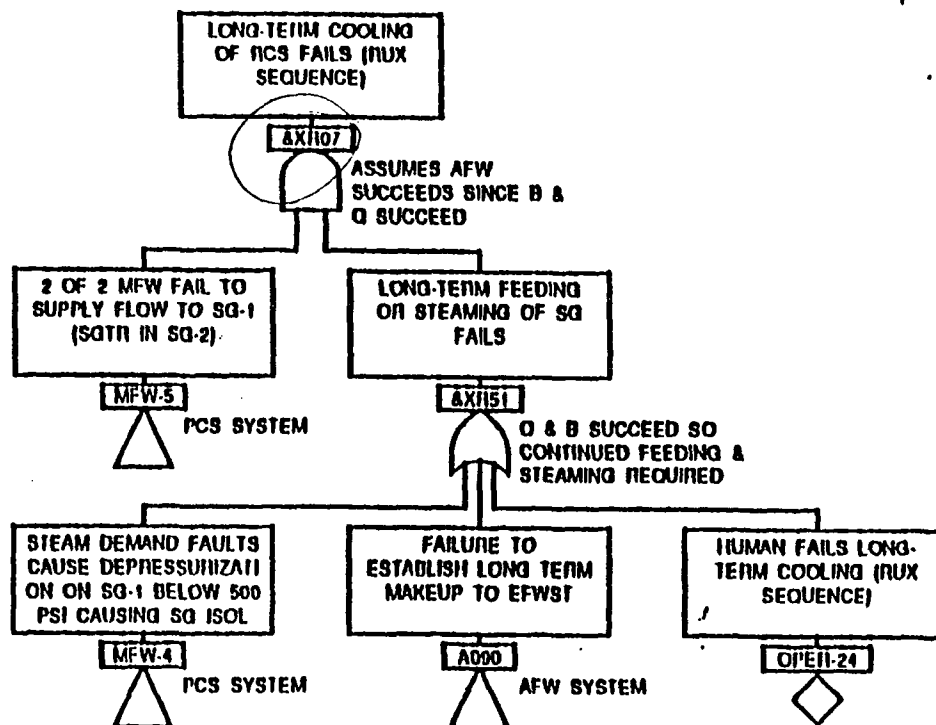 LONG-TERM COOLING
OF RCS FAILS (RUX
SEQUENCE)
&XR07
ASSUMES AFW
SUCCEEDS SINCE B &
Q SUCCEED
2 OF 2 MFW FAIL TO
SUPPLY FLOW TO SG-1
(SGTR IN SG-2)
LONG-TERM FEEDING
OR STEAMING OF SG
FAILS
MFW-5
PCS SYSTEM
&XR151
Q & B SUCCEED SO
CONTINUED FEEDING &
STEAMING REQUIRED
STEAM DEMAND FAULTS
CAUSE DEPRESSURIZATI
ON ON SG-1 BELOW 500
PSI CAUSING SG ISOL
FAILURE TO
ESTABLISH LONG TERM
MAKEUP TO EFWST
HUMAN FAILS LONG-
TERM COOLING (RUX
SEQUENCE)
MFW-4
PCS SYSTEM
A090
AFW SYSTEM
OPER-24